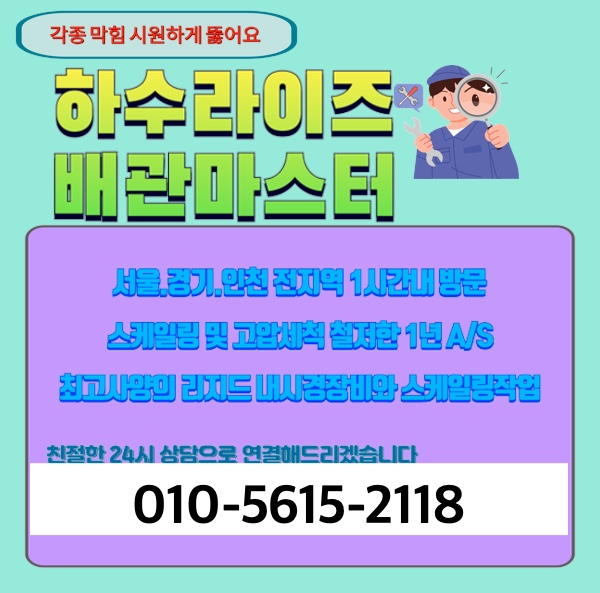 각종 막힘 시원하게 뚫어요
하수라이즈
배관마스터
서울.경기.인천 전지역 1시간내 방문
스케일링 및 고압세척 철저한 1년 A/S
최고사양의 리지드 내시경장비와 스케일링작업
친절한 24시 상담으로 연결해드리겠습니다
010-5615-2118